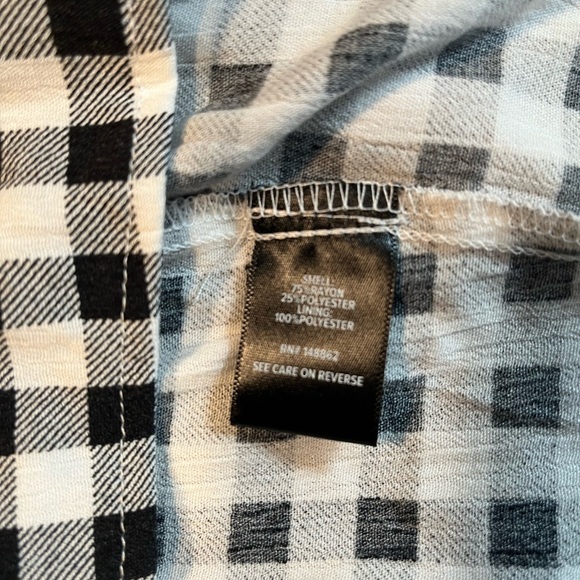 SHELL:
75%RAYON
25%POLYESTER
LINING:
100%POLYESTER
RN# 148862
SEE CARE ON REVERSE